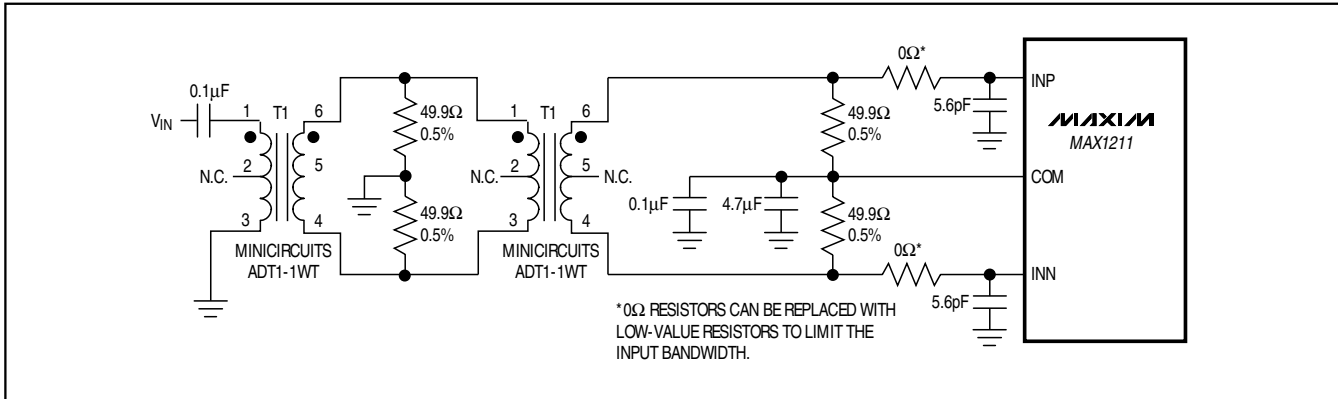 0.1μF
V_IN
1
T1
6
N.C.
2
5
3
4
MINICIRCUITS
ADT1-1WT
49.9Ω
0.5%
49.9Ω
0.5%
1
T1
6
N.C.
2
5
N.C.
3
4
MINICIRCUITS
ADT1-1WT
0.1μF
4.7μF
49.9Ω
0.5%
49.9Ω
0.5%
0Ω*
5.6pF
0Ω*
5.6pF
INP
MAXIM
MAX1211
COM
INN
*0Ω RESISTORS CAN BE REPLACED WITH
LOW-VALUE RESISTORS TO LIMIT THE
INPUT BANDWIDTH.